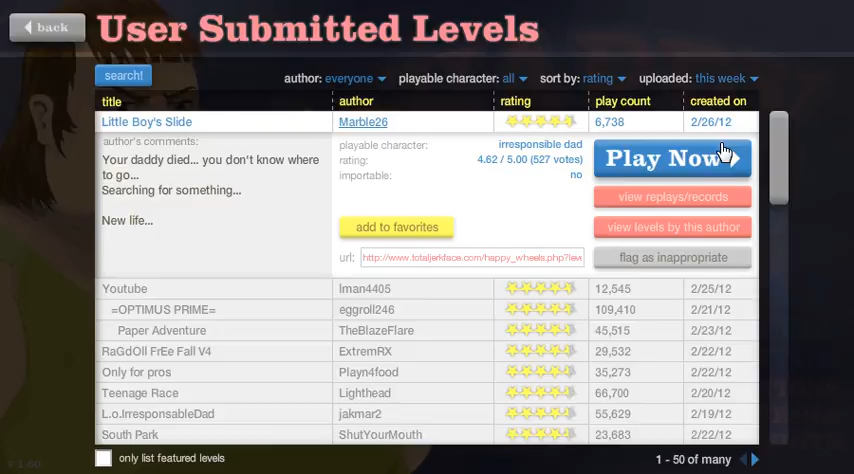 back
User Submitted Levels
search!
author: everyone playable character: all sort by: rating uploaded: this week
title author rating play count created on
Little Boy's Slide Marble26 6,738 2/26/12
author's comments:
Your daddy died... you don't know where
to go...
Searching for something...
New life...
playable character: irresponsible dad
rating: 4.62 / 5.00 (527 votes)
importable: no
add to favorites
url: http://www.totaljerkface.com/happy_wheels.php?leve
Play Now
view replays/records
view levels by this author
flag as inappropriate
Youtube lman4405 12,545 2/25/12
=OPTIMUS PRIME= eggroll246 109,410 2/21/12
Paper Adventure TheBlazeFlare 45,515 2/23/12
RaGdOll FrEe Fall V4 ExtremRX 29,532 2/22/12
Only for pros Playn4food 35,273 2/22/12
Teenage Race Lighthead 66,700 2/20/12
L.o.IrresponsableDad jakmar2 55,629 2/19/12
South Park ShutYourMouth 23,683 2/22/12
only list featured levels
1 - 50 of many